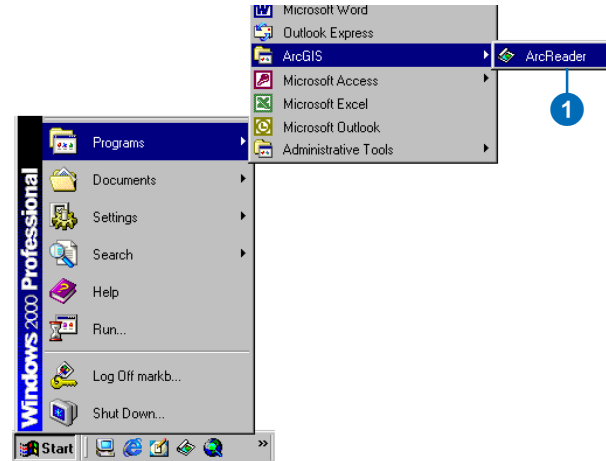 Microsoft Word
Outlook Express
ArcGIS
ArcReader
Microsoft Access
Microsoft Excel
Microsoft Outlook
Administrative Tools
1
Programs
Documents
Settings
Search
Help
Run...
Log Off markb...
Shut Down...
Windows 2000 Professional
Start
»